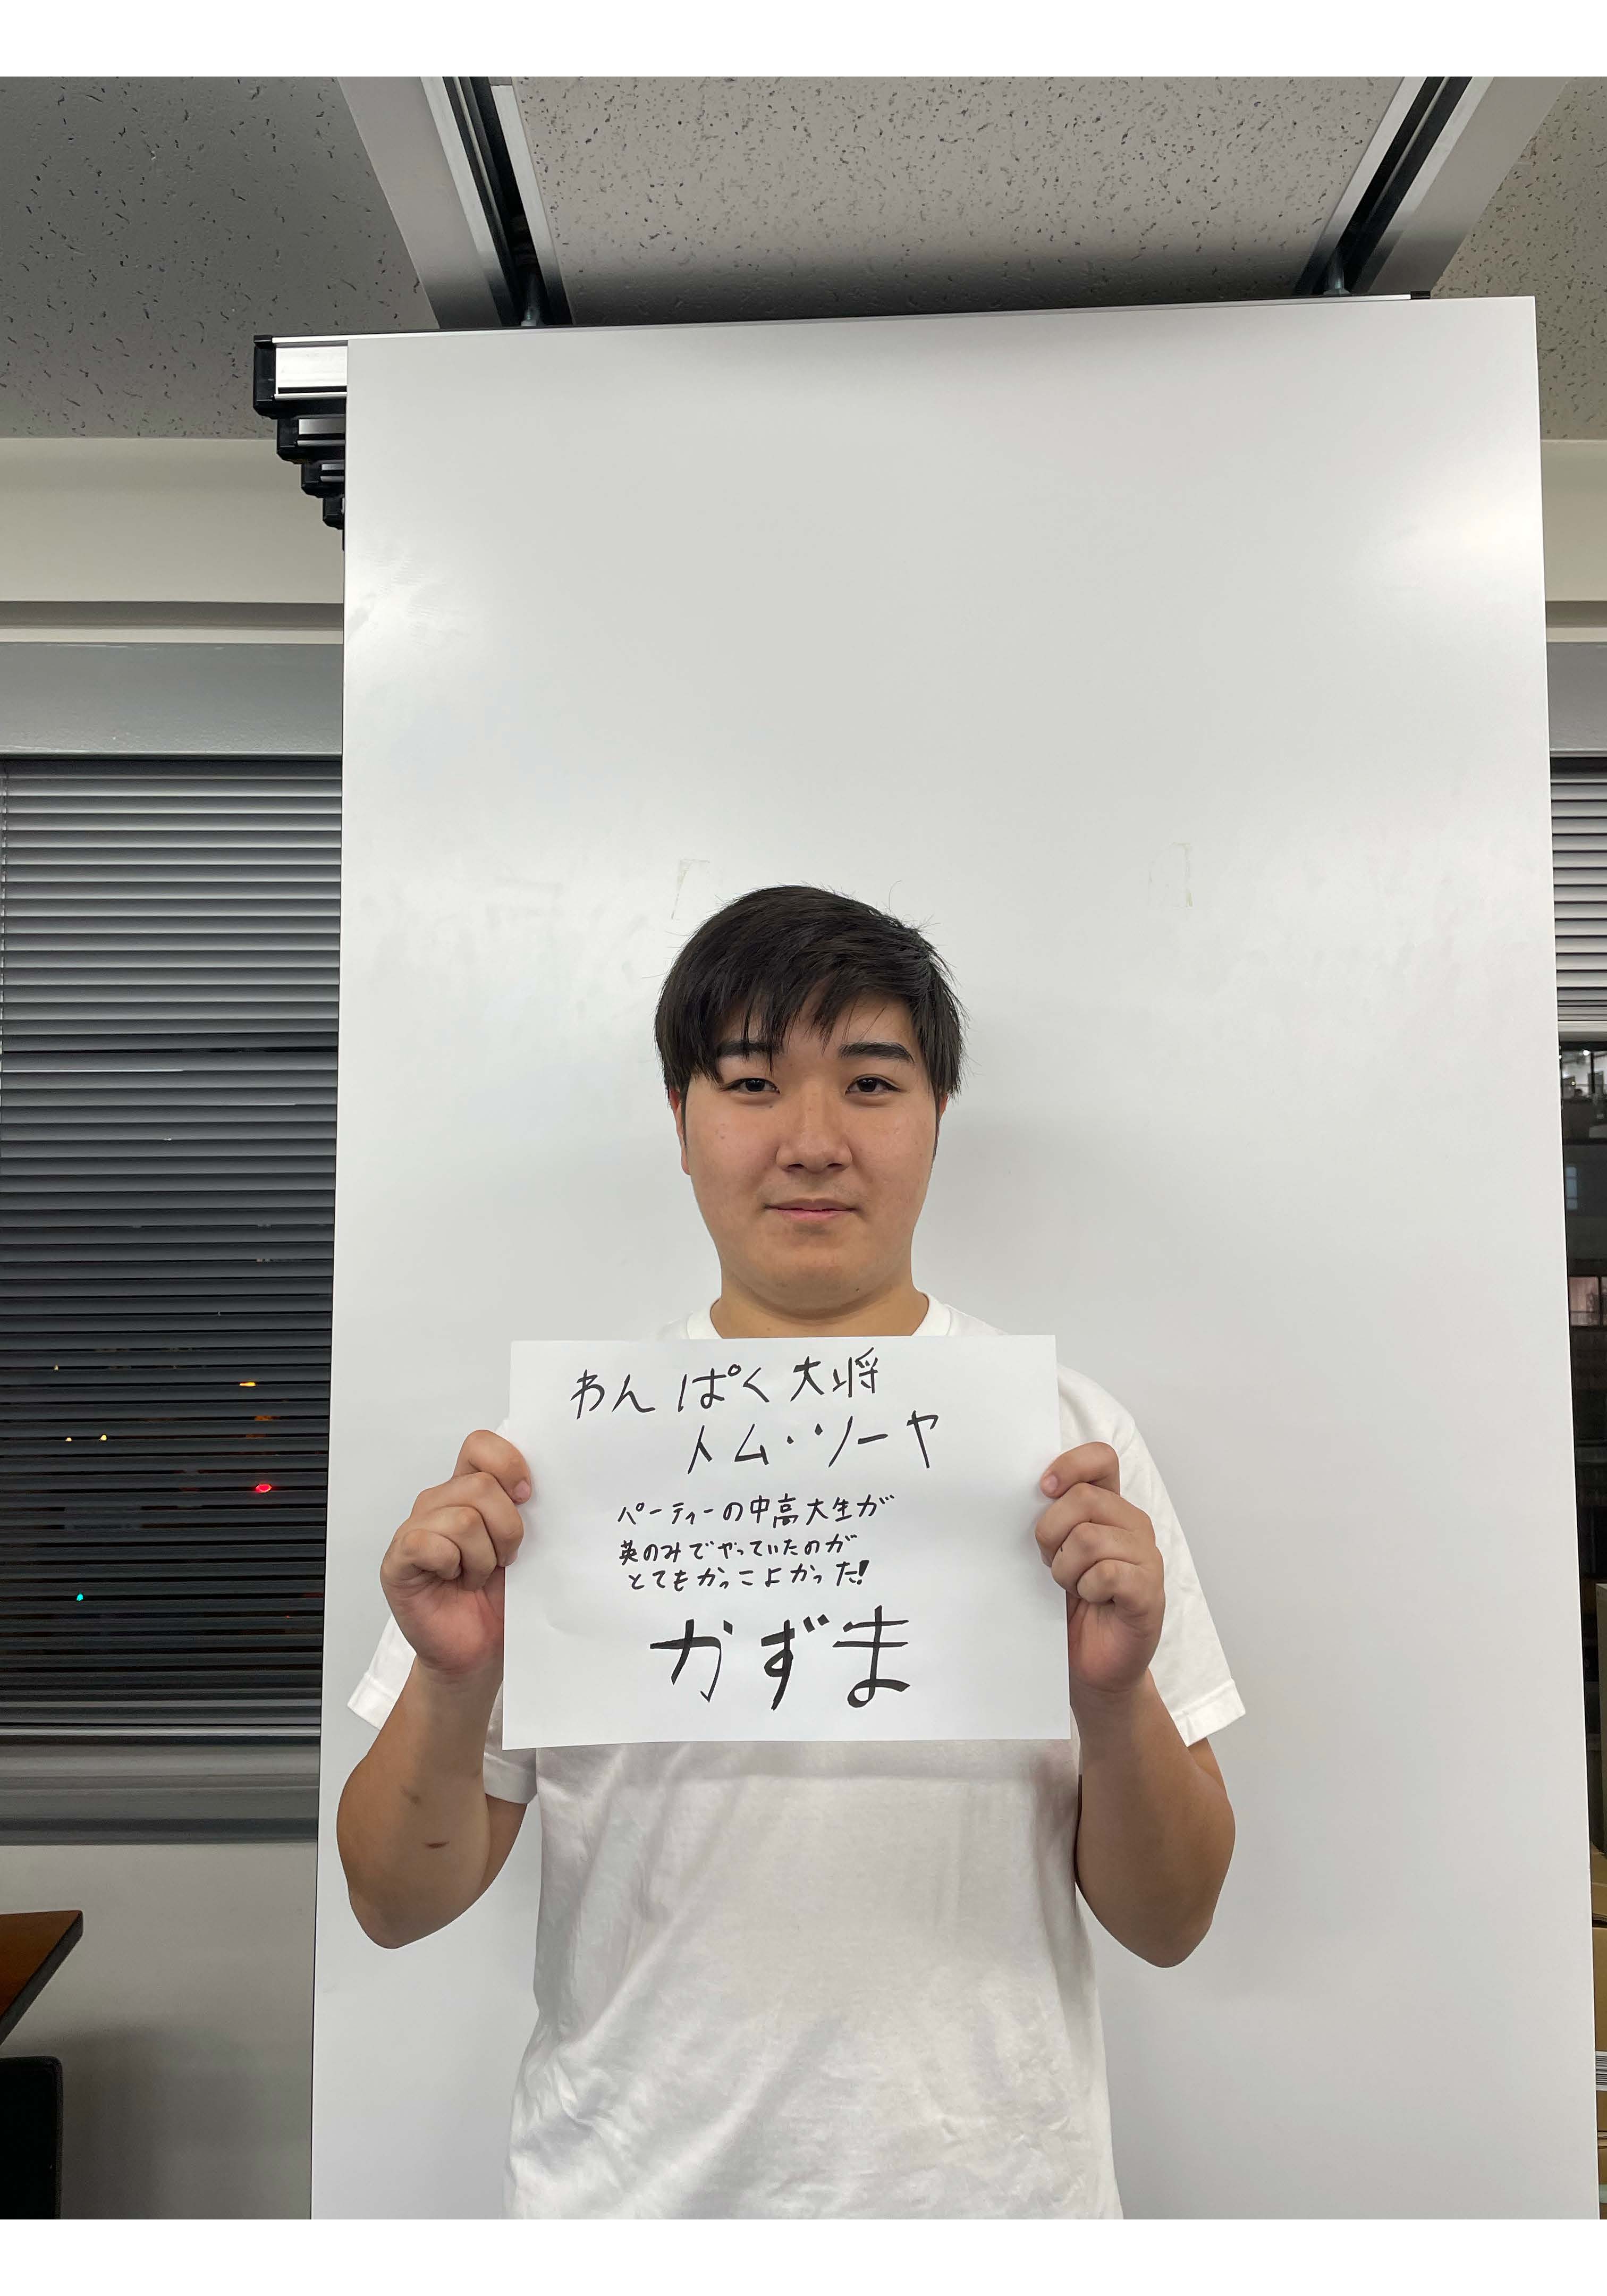 わんぱく大将
トム・ソーヤ
パーティーの中高大生が
英のみでやっていたのが
とてもかっこよかった!
かずま